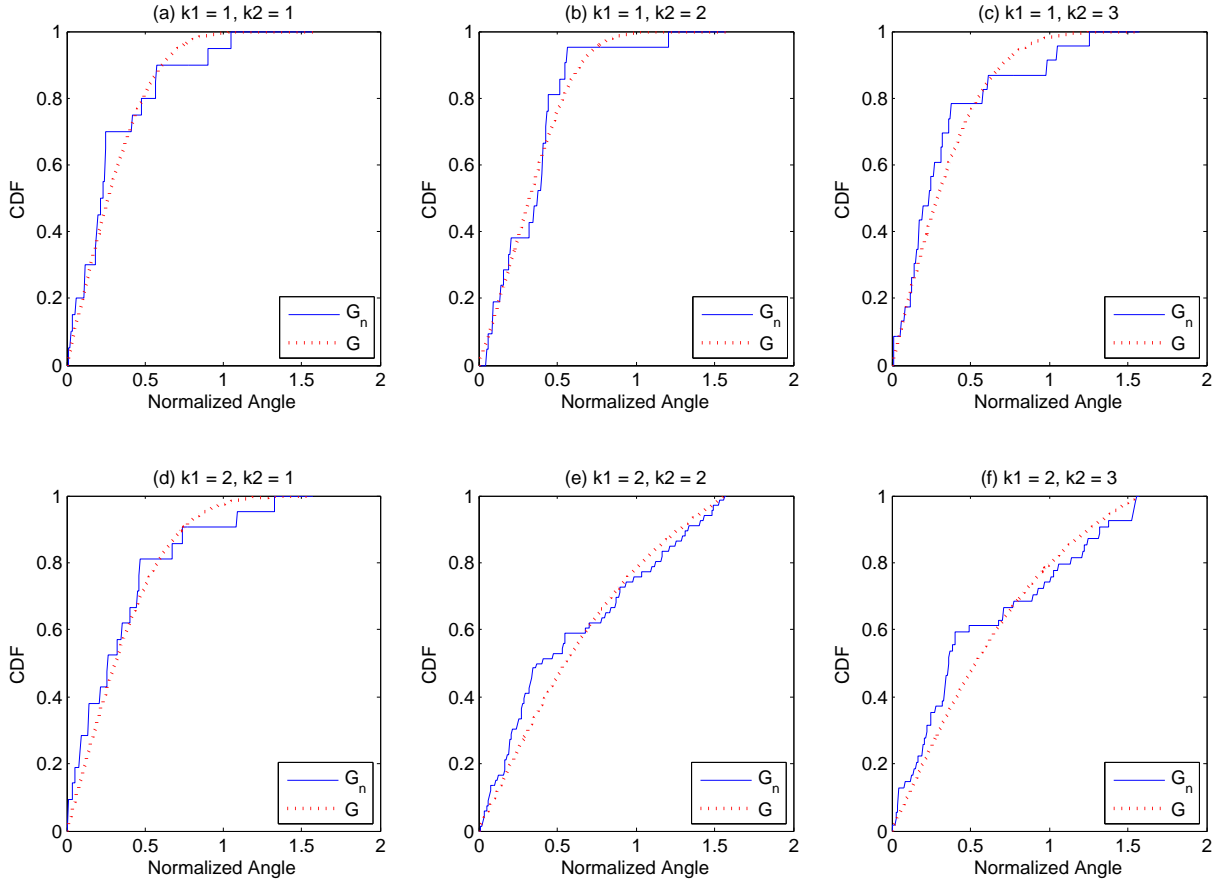 (a) k1 = 1, k2 = 1
1
0.8
0.6
0.4
0.2
0
CDF
0 0.5 1 1.5 2
Normalized Angle
G_n
G
(b) k1 = 1, k2 = 2
1
0.8
0.6
0.4
0.2
0
CDF
0 0.5 1 1.5 2
Normalized Angle
G_n
G
(c) k1 = 1, k2 = 3
1
0.8
0.6
0.4
0.2
0
CDF
0 0.5 1 1.5 2
Normalized Angle
G_n
G
(d) k1 = 2, k2 = 1
1
0.8
0.6
0.4
0.2
0
CDF
0 0.5 1 1.5 2
Normalized Angle
G_n
G
(e) k1 = 2, k2 = 2
1
0.8
0.6
0.4
0.2
0
CDF
0 0.5 1 1.5 2
Normalized Angle
G_n
G
(f) k1 = 2, k2 = 3
1
0.8
0.6
0.4
0.2
0
CDF
0 0.5 1 1.5 2
Normalized Angle
G_n
G